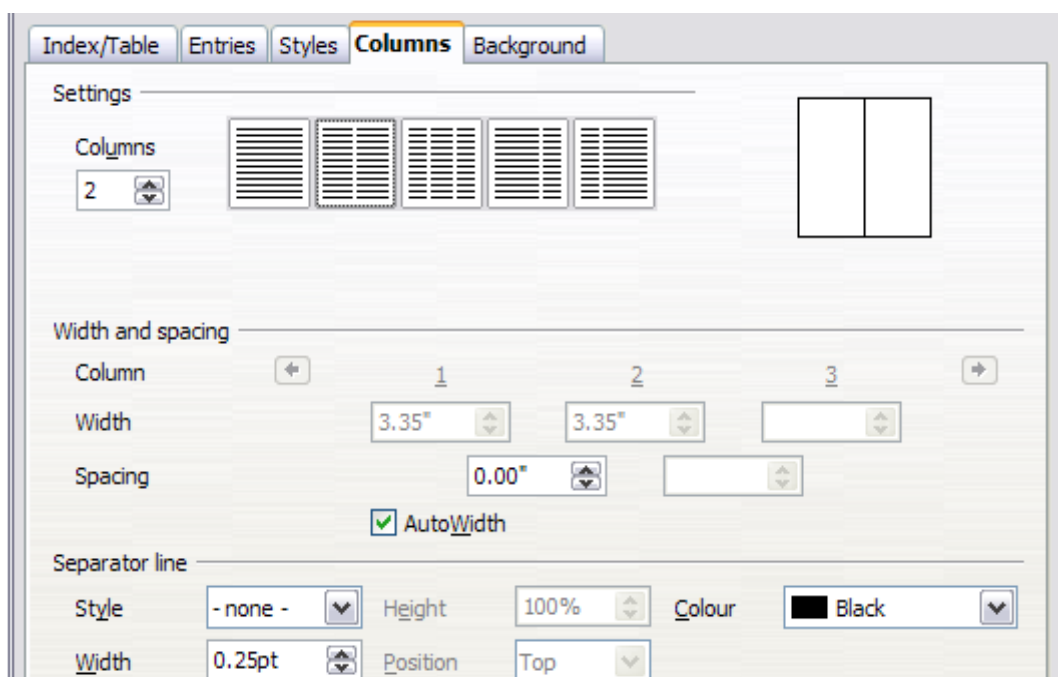 Index/Table Entries Styles Columns Background
Settings
Columns
2
Width and spacing
Column 1 2 3
Width 3.35" 3.35"
Spacing 0.00"
AutoWidth
Separator line
Style - none - Height 100% Colour Black
Width 0.25pt Position Top